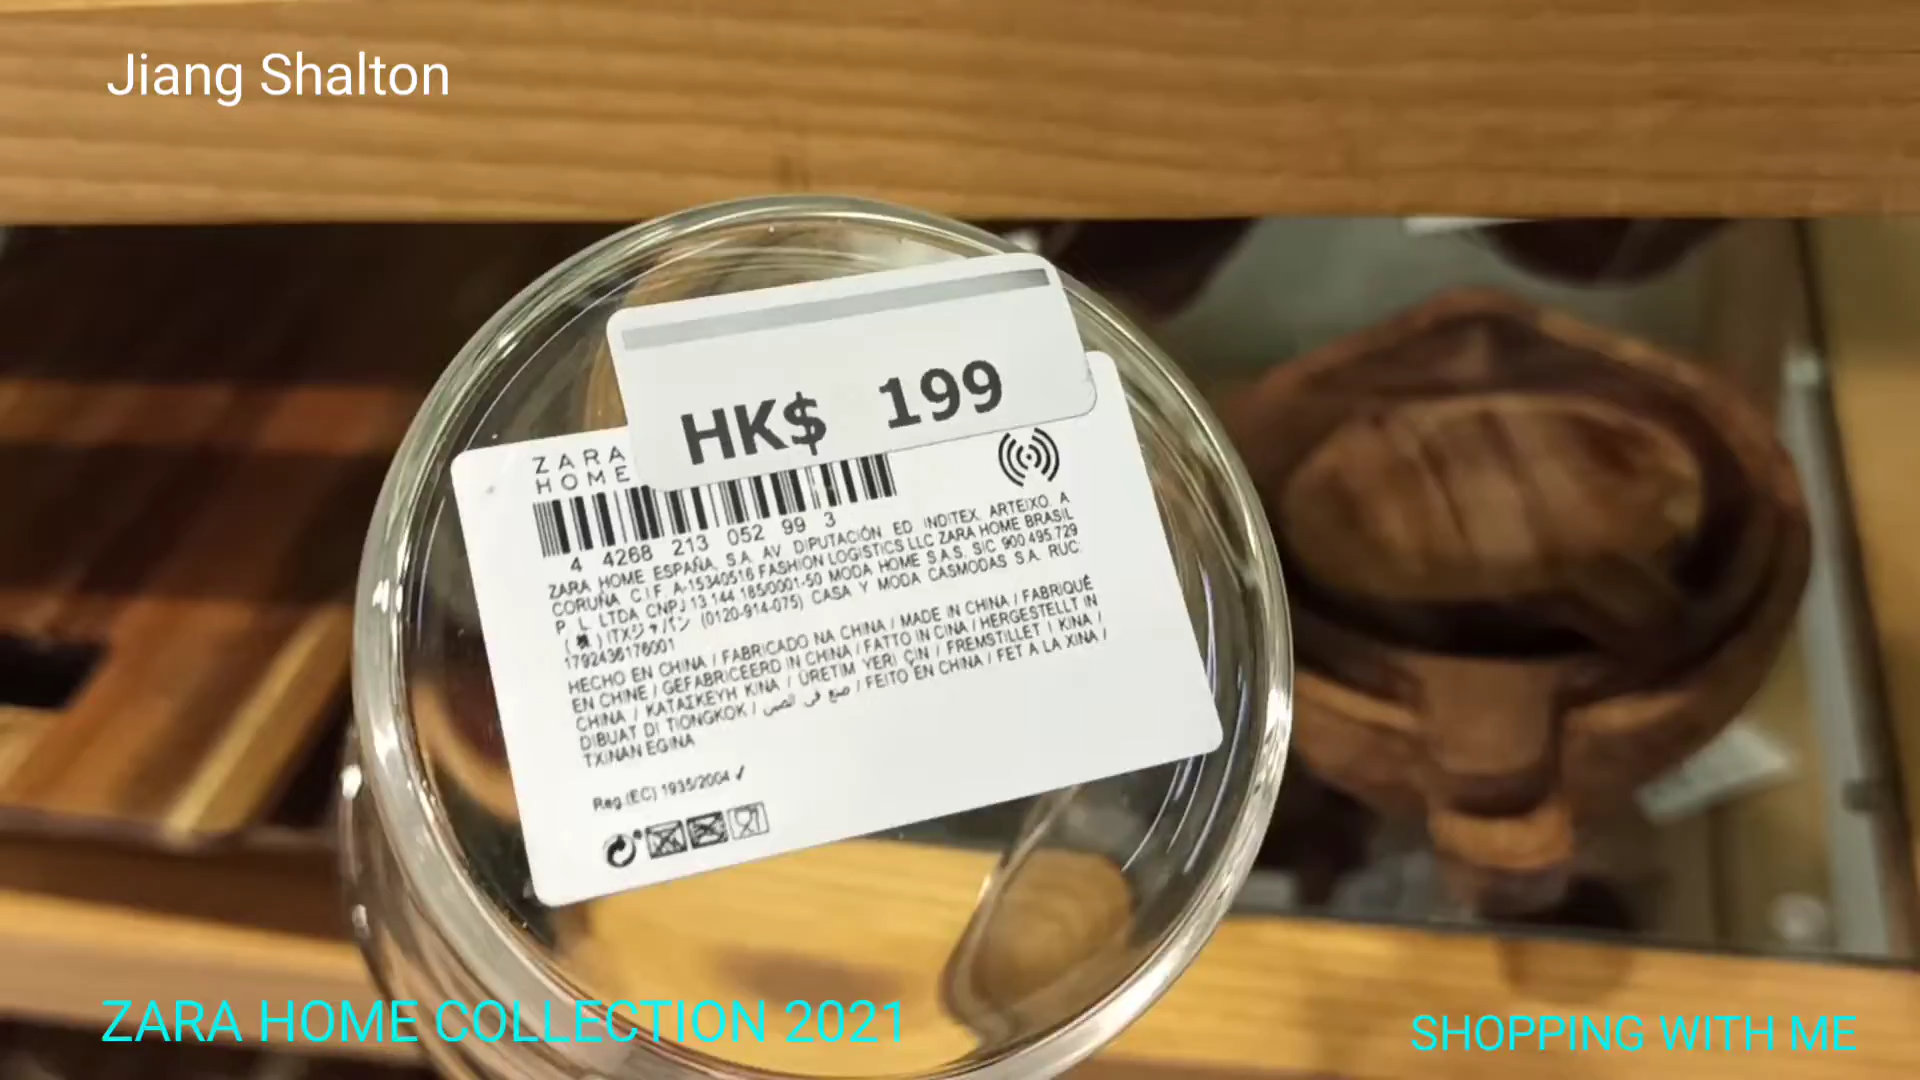 Jiang Shalton
HK$ 199
ZARA
HOME
4 4268 213 052 99 3
ZARA HOME ESPAÑA, S.A. AV. DIPUTACIÓN ED. INDITEX, ARTEIXO, A
CORUÑA C.I.F. A-15340516 FASHION LOGISTICS LLC ZARA HOME BRASIL
P. L. LTDA CNPJ 13.144.185/0001-50 MODA HOME S.A.S. SIC 900.495.729
(株) ITXジャパン (0120-914-075) CASA Y MODA CASMODAS S.A. RUC:
1792436176001
HECHO EN CHINA / FABRICADO NA CHINA / MADE IN CHINA / FABRIQUÉ
EN CHINE / GEFABRICEERD IN CHINA / FATTO IN CINA / HERGESTELLT IN
CHINA / ΚΑΤΑΣΚΕΥΗ ΚΙΝΑ / ÜRETIM YERI ÇIN / FREMSTILLET I KINA /
DIBUAT DI TIONGKOK / صنع في الصين / FEITO EN CHINA / FET A LA XINA /
TXINAN EGINA
Reg.(EC) 1935/2004 ✓
ZARA HOME COLLECTION 2021
SHOPPING WITH ME